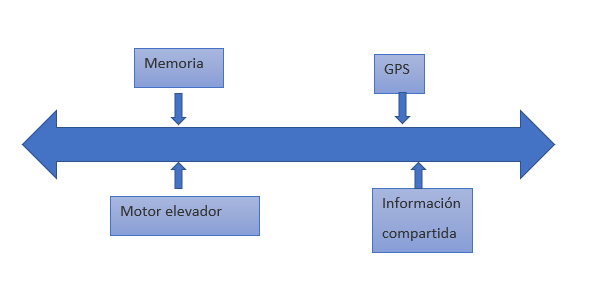 Memoria
GPS
Motor elevador
Información
compartida